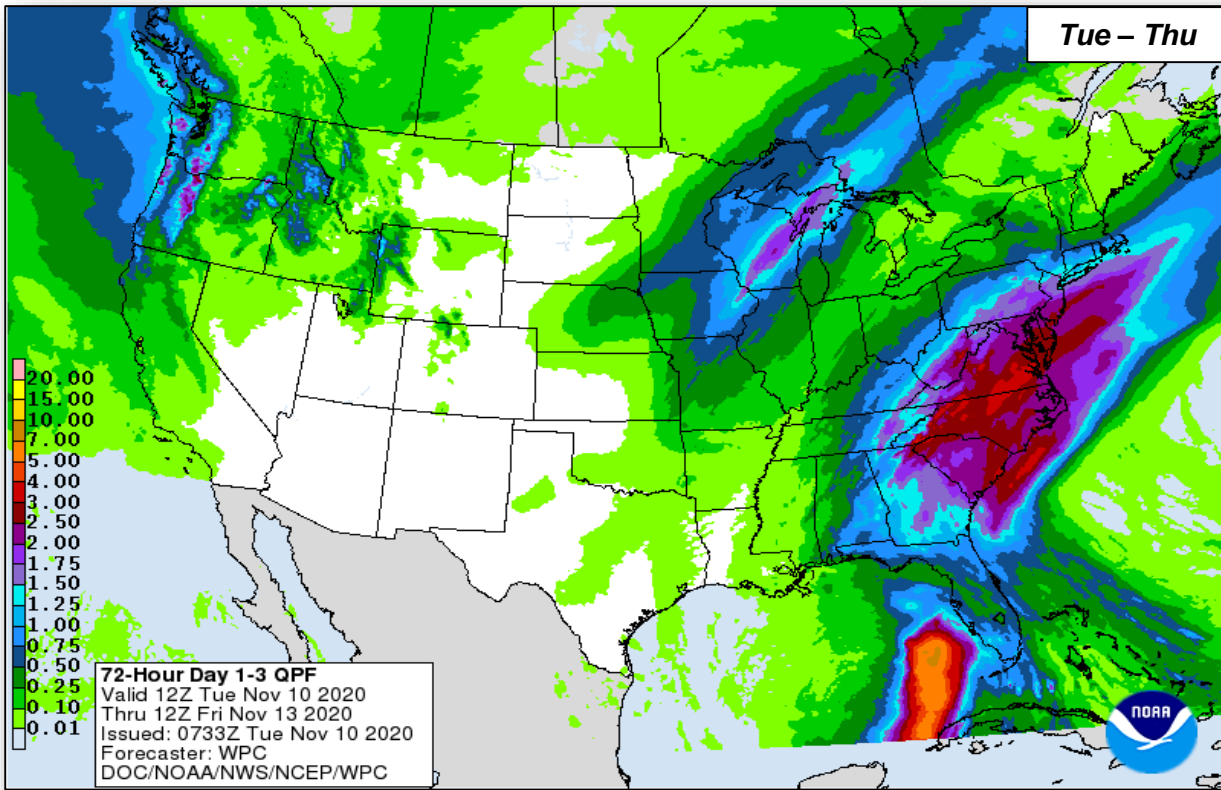 Tue – Thu
20.00
15.00
10.00
7.00
5.00
4.00
3.00
2.50
2.00
1.75
1.50
1.25
1.00
0.75
0.50
0.25
0.10
0.01
72-Hour Day 1-3 QPF
Valid 12Z Tue Nov 10 2020
Thru 12Z Fri Nov 13 2020
Issued: 0733Z Tue Nov 10 2020
Forecaster: WPC
DOC/NOAA/NWS/NCEP/WPC
NOAA